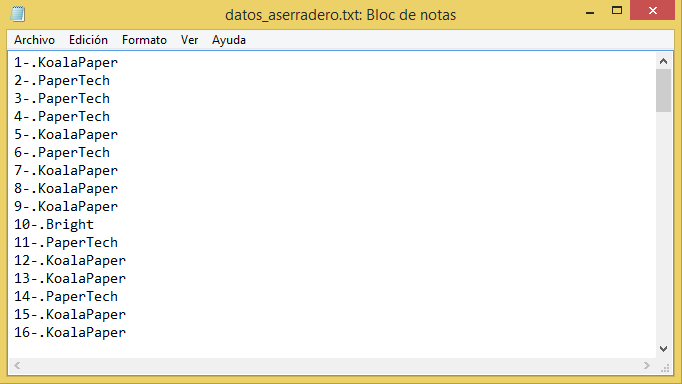 datos_aserradero.txt: Bloc de notas
Archivo Edición Formato Ver Ayuda
1-.KoalaPaper
2-.PaperTech
3-.PaperTech
4-.PaperTech
5-.KoalaPaper
6-.PaperTech
7-.KoalaPaper
8-.KoalaPaper
9-.KoalaPaper
10-.Bright
11-.PaperTech
12-.KoalaPaper
13-.KoalaPaper
14-.PaperTech
15-.KoalaPaper
16-.KoalaPaper